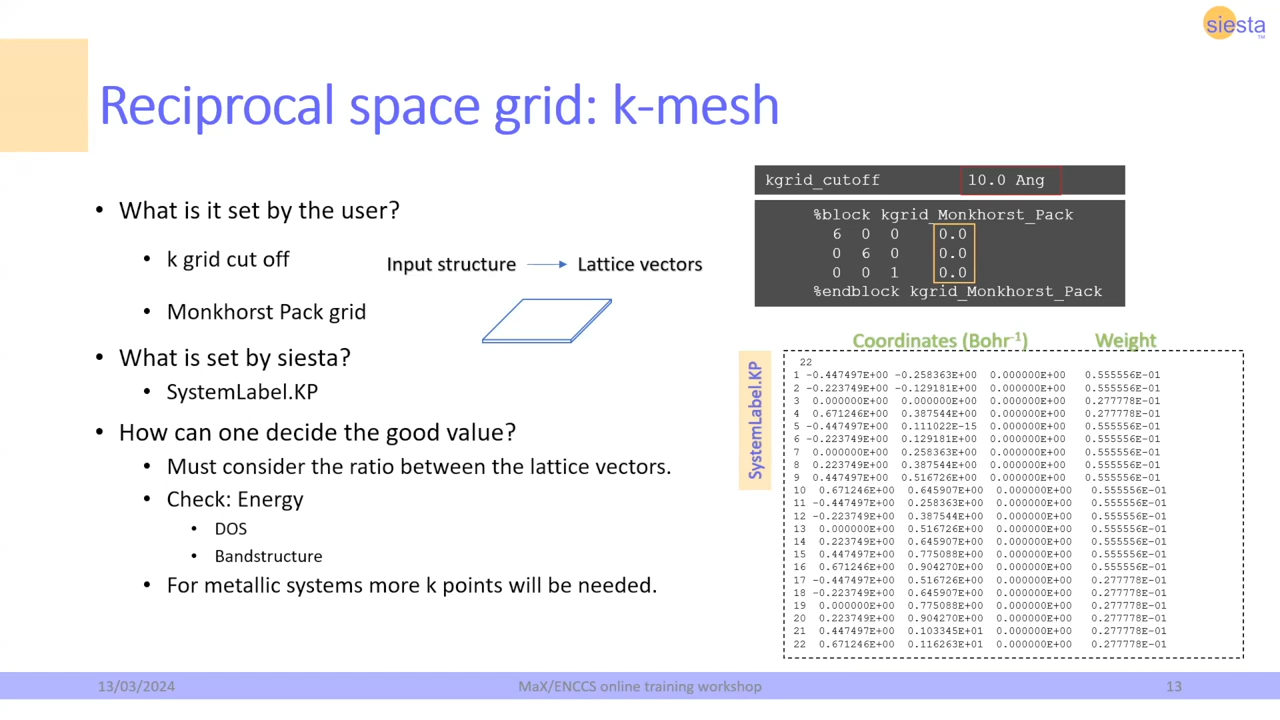 siesta
TM
Reciprocal space grid: k-mesh
• What is it set by the user?
• k grid cut off
• Monkhorst Pack grid
Input structure
Lattice vectors
• What is set by siesta?
• SystemLabel.KP
• How can one decide the good value?
• Must consider the ratio between the lattice vectors.
• Check: Energy
• DOS
• Bandstructure
• For metallic systems more k points will be needed.
kgrid_cutoff 10.0 Ang
%block kgrid_Monkhorst_Pack
6 0 0 0.0
0 6 0 0.0
0 0 1 0.0
%endblock kgrid_Monkhorst_Pack
Coordinates (Bohr-1) Weight
SystemLabel.KP
22
1 -0.447497E+00 -0.258363E+00 0.000000E+00 0.555556E-01
2 -0.223749E+00 -0.129181E+00 0.000000E+00 0.555556E-01
3 0.000000E+00 0.000000E+00 0.000000E+00 0.277778E-01
4 0.671246E+00 0.387544E+00 0.000000E+00 0.277778E-01
5 -0.447497E+00 0.111022E-15 0.000000E+00 0.555556E-01
6 -0.223749E+00 0.129181E+00 0.000000E+00 0.555556E-01
7 0.000000E+00 0.258363E+00 0.000000E+00 0.555556E-01
8 0.223749E+00 0.387544E+00 0.000000E+00 0.555556E-01
9 0.447497E+00 0.516726E+00 0.000000E+00 0.555556E-01
10 0.671246E+00 0.645907E+00 0.000000E+00 0.555556E-01
11 -0.447497E+00 0.258363E+00 0.000000E+00 0.555556E-01
12 -0.223749E+00 0.387544E+00 0.000000E+00 0.555556E-01
13 0.000000E+00 0.516726E+00 0.000000E+00 0.555556E-01
14 0.223749E+00 0.645907E+00 0.000000E+00 0.555556E-01
15 0.447497E+00 0.775088E+00 0.000000E+00 0.555556E-01
16 0.671246E+00 0.904270E+00 0.000000E+00 0.555556E-01
17 -0.447497E+00 0.516726E+00 0.000000E+00 0.277778E-01
18 -0.223749E+00 0.645907E+00 0.000000E+00 0.277778E-01
19 0.000000E+00 0.775088E+00 0.000000E+00 0.277778E-01
20 0.223749E+00 0.904270E+00 0.000000E+00 0.277778E-01
21 0.447497E+00 0.103345E+01 0.000000E+00 0.277778E-01
22 0.671246E+00 0.116263E+01 0.000000E+00 0.277778E-01
13/03/2024
MaX/ENCCS online training workshop
13